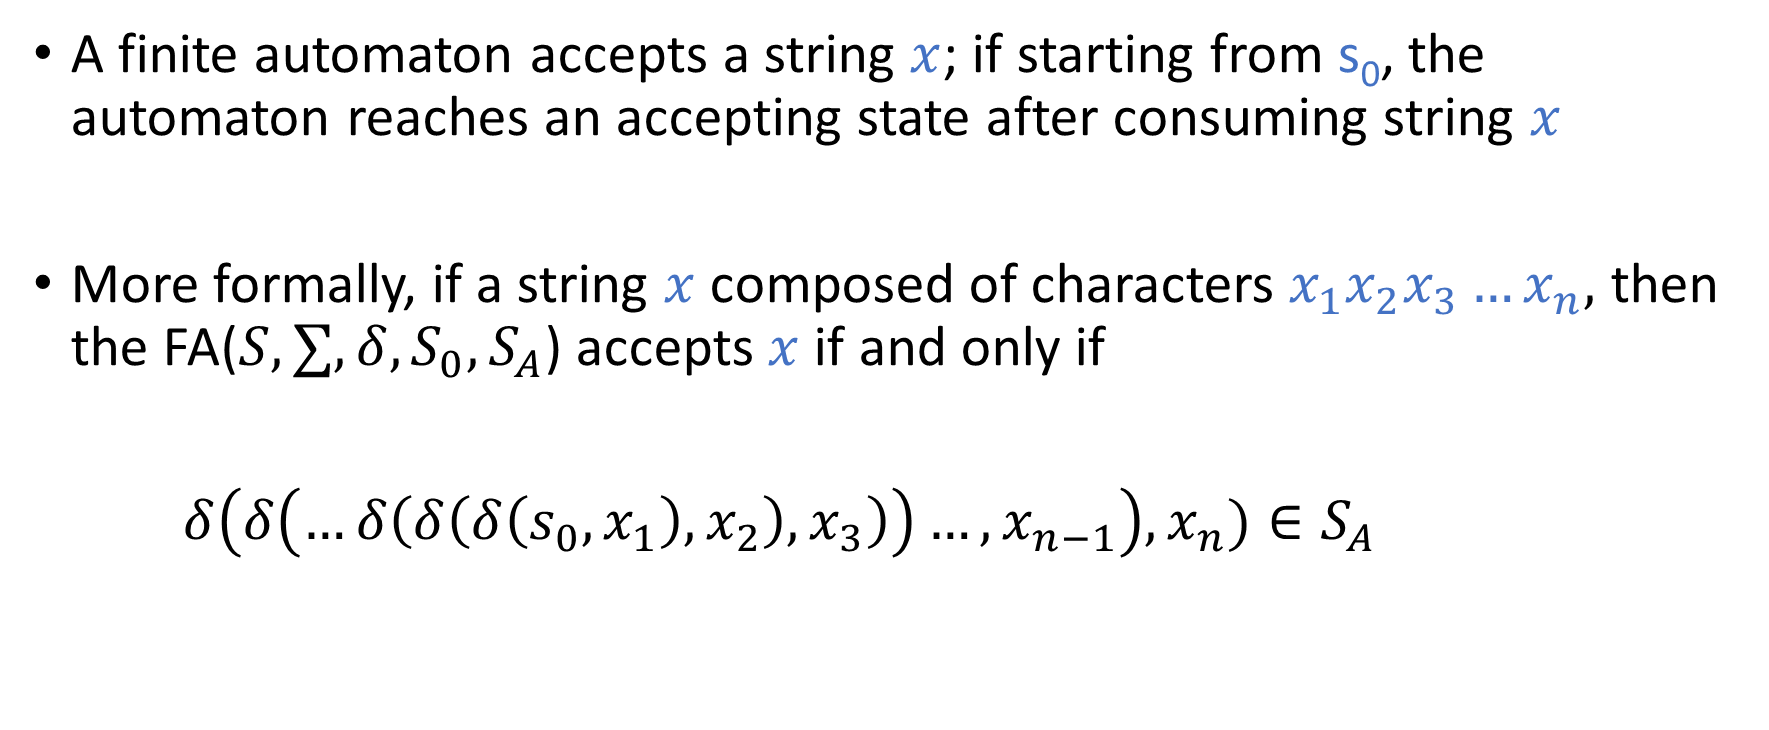 • A finite automaton accepts a string 𝑥; if starting from s₀, the
automaton reaches an accepting state after consuming string 𝑥
• More formally, if a string 𝑥 composed of characters 𝑥₁𝑥₂𝑥₃ … 𝑥ₙ, then
the FA(𝑆, ∑, 𝛿, 𝑆₀, 𝑆_A) accepts 𝑥 if and only if
𝛿(𝛿(… 𝛿(𝛿(𝛿(𝑠₀, 𝑥₁), 𝑥₂), 𝑥₃)) … , 𝑥ₙ₋₁), 𝑥ₙ) ∈ 𝑆_A